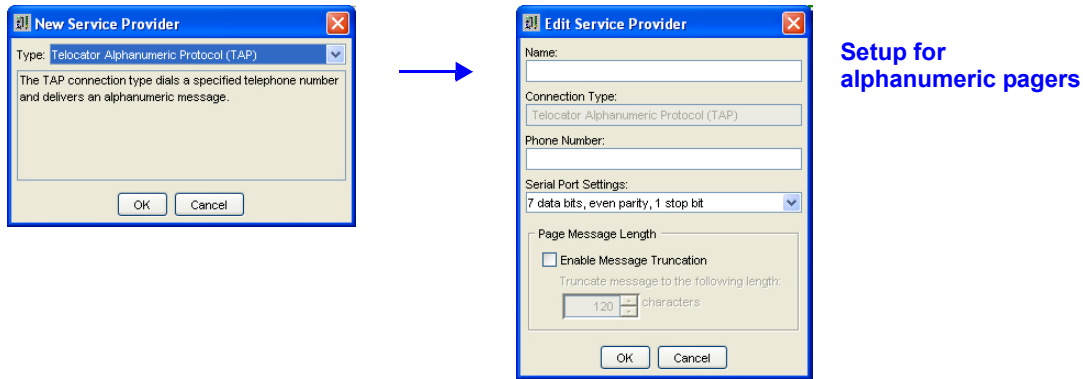 New Service Provider
Type: Telocator Alphanumeric Protocol (TAP)
The TAP connection type dials a specified telephone number
and delivers an alphanumeric message.
OK Cancel
Edit Service Provider
Name:
Connection Type:
Telocator Alphanumeric Protocol (TAP)
Phone Number:
Serial Port Settings:
7 data bits, even parity, 1 stop bit
Page Message Length
Enable Message Truncation
Truncate message to the following length:
120 characters
OK Cancel
Setup for
alphanumeric pagers